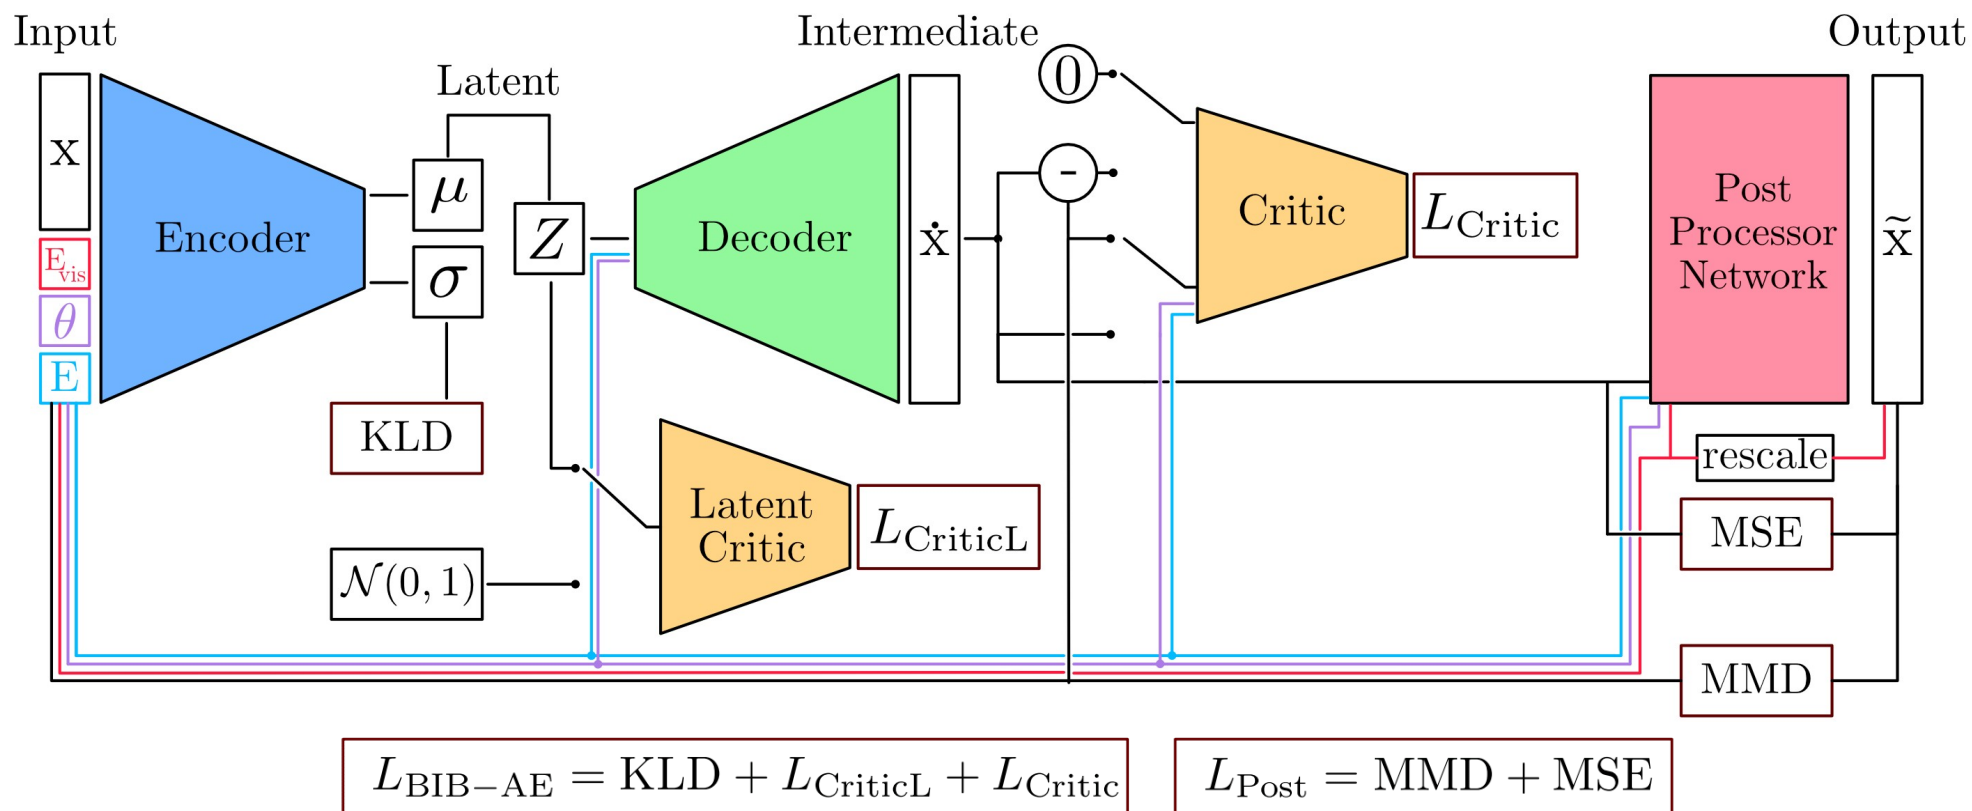 Input
Intermediate
Output
Latent
0
x
μ
-
Encoder
σ
Z
Decoder
ẋ
Critic
L_Critic
Post
Processor
Network
x̃
E_vis
θ
E
KLD
rescale
Latent
Critic
L_CriticL
MSE
𝒩(0, 1)
MMD
L_BIB−AE = KLD + L_CriticL + L_Critic
L_Post = MMD + MSE